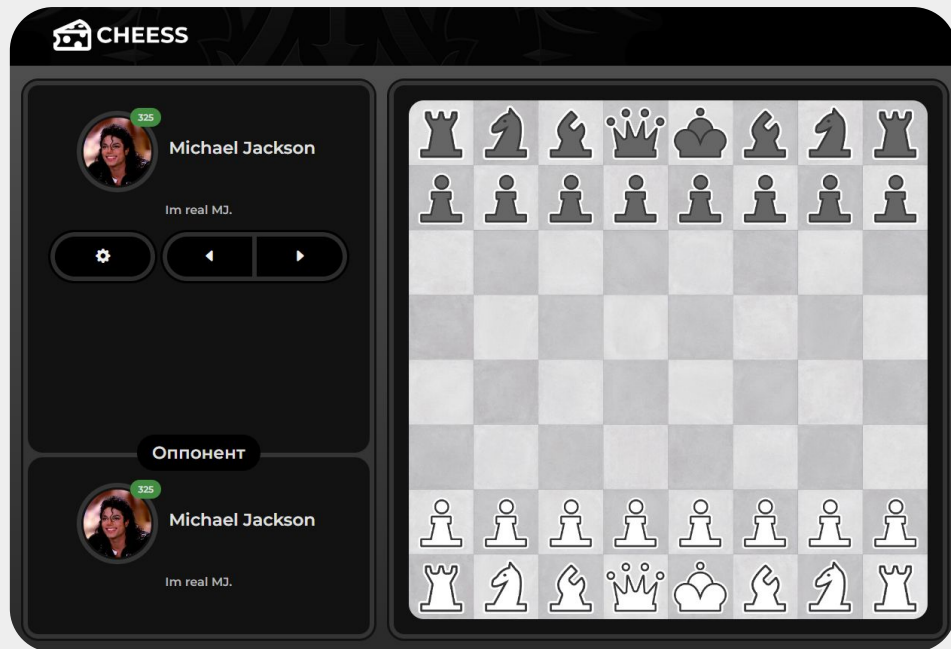 CHEESS
325
Michael Jackson
Im real MJ.
Оппонент
325
Michael Jackson
Im real MJ.